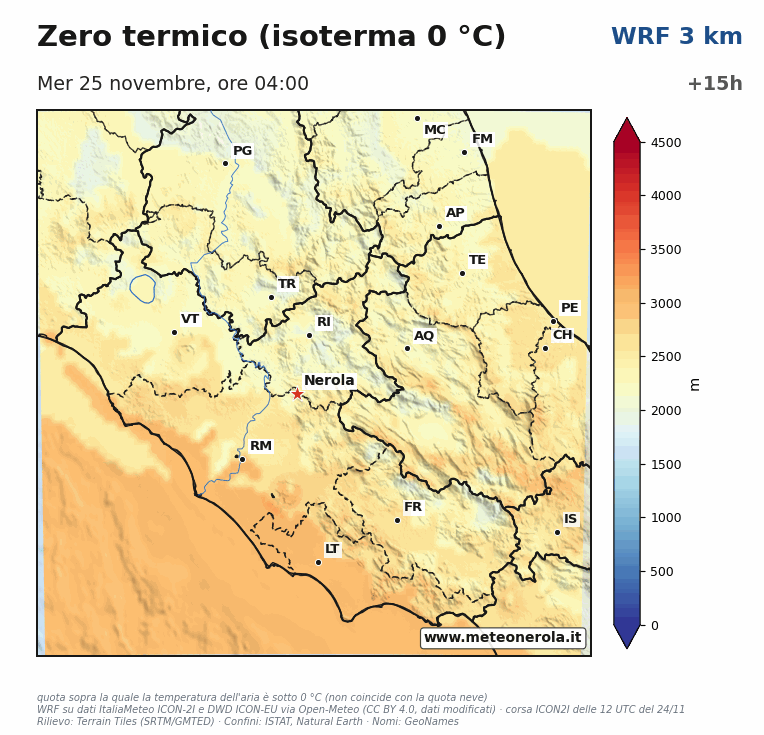 Zero termico (isoterma 0 °C)
WRF 3 km
Mer 25 novembre, ore 04:00
+15h
MC
FM
PG
AP
TE
TR
PE
VT
RI
AQ
CH
Nerola
RM
FR
IS
LT
www.meteonerola.it
4500
4000
3500
3000
2500
2000
1500
1000
500
0
m
quota sopra la quale la temperatura dell'aria è sotto 0 °C (non coincide con la quota neve)
WRF su dati ItaliaMeteo ICON-2I e DWD ICON-EU via Open-Meteo (CC BY 4.0, dati modificati) · corsa ICON2I delle 12 UTC del 24/11
Rilievo: Terrain Tiles (SRTM/GMTED) · Confini: ISTAT, Natural Earth · Nomi: GeoNames